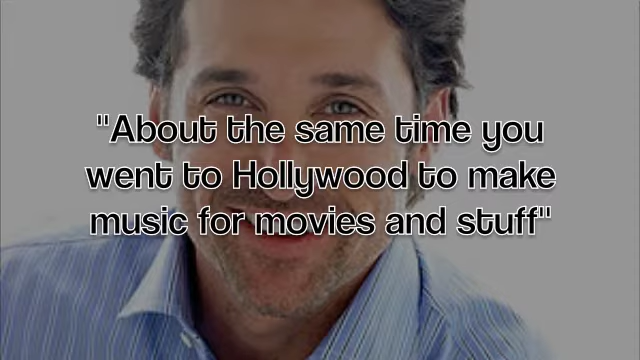 "About the same time you
went to Hollywood to make
music for movies and stuff"